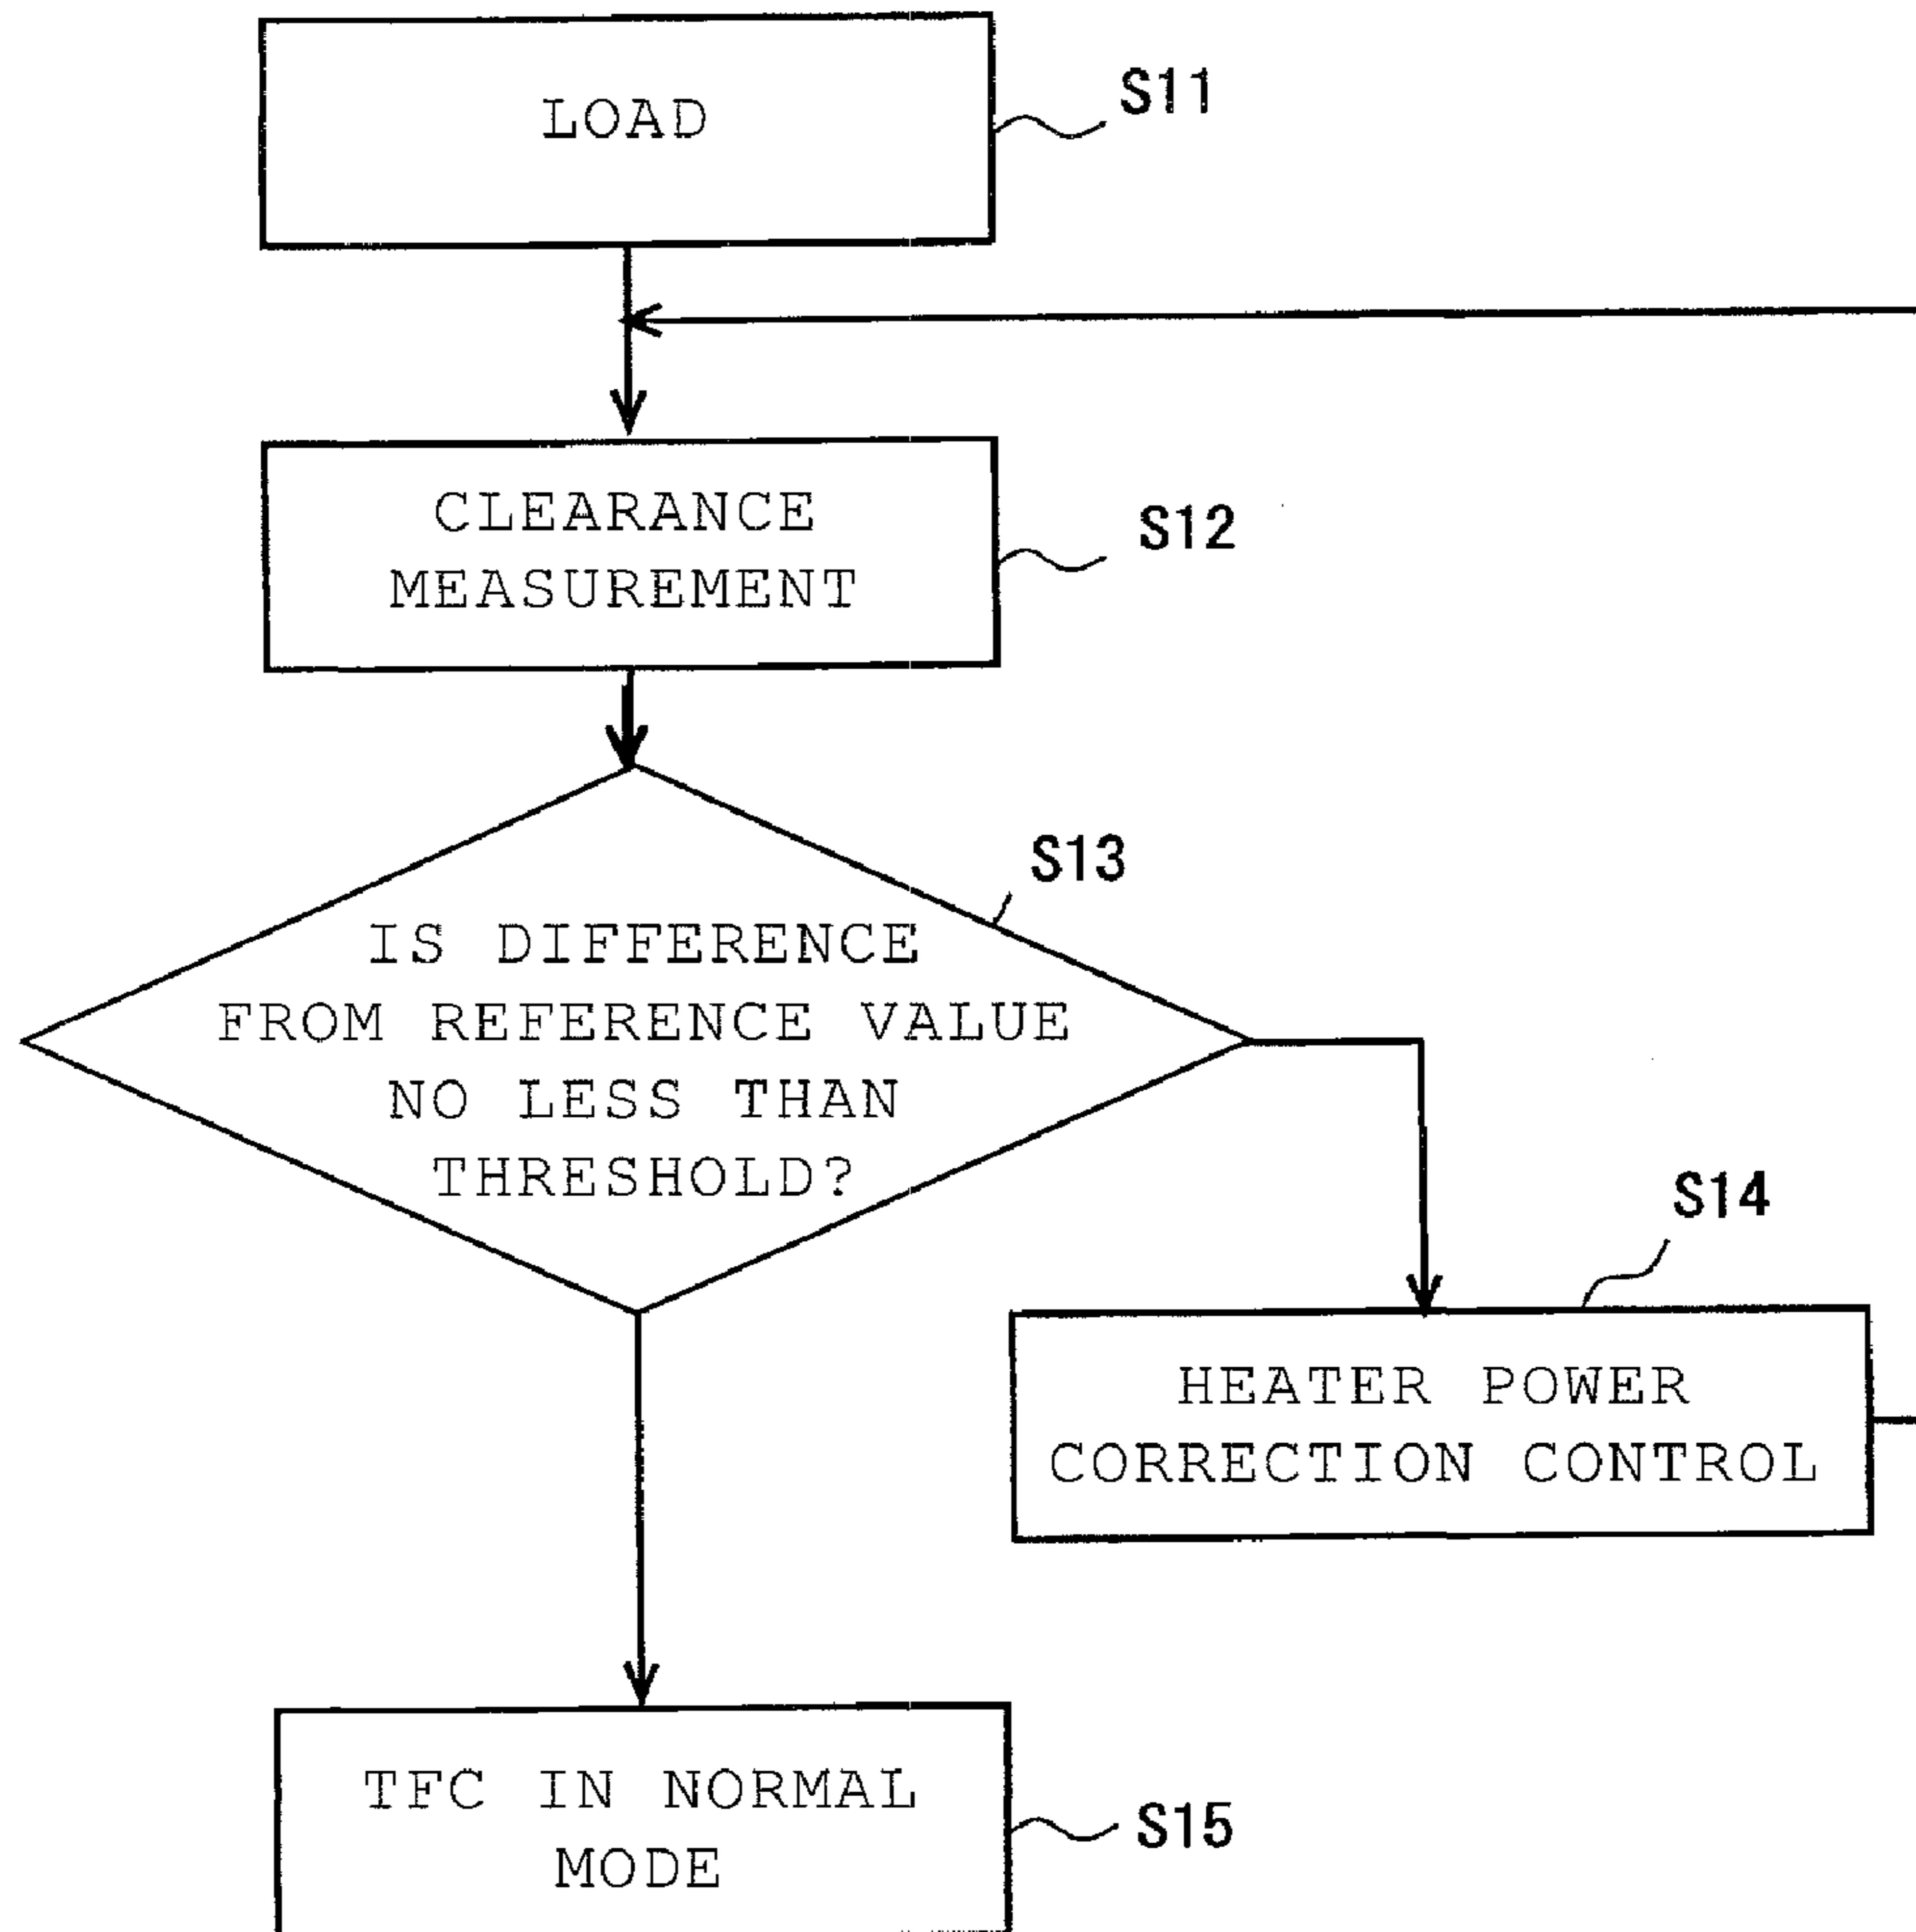 LOAD
S11
CLEARANCE
MEASUREMENT
S12
S13
IS DIFFERENCE
FROM REFERENCE VALUE
NO LESS THAN
THRESHOLD?
S14
HEATER POWER
CORRECTION CONTROL
TFC IN NORMAL
MODE
S15